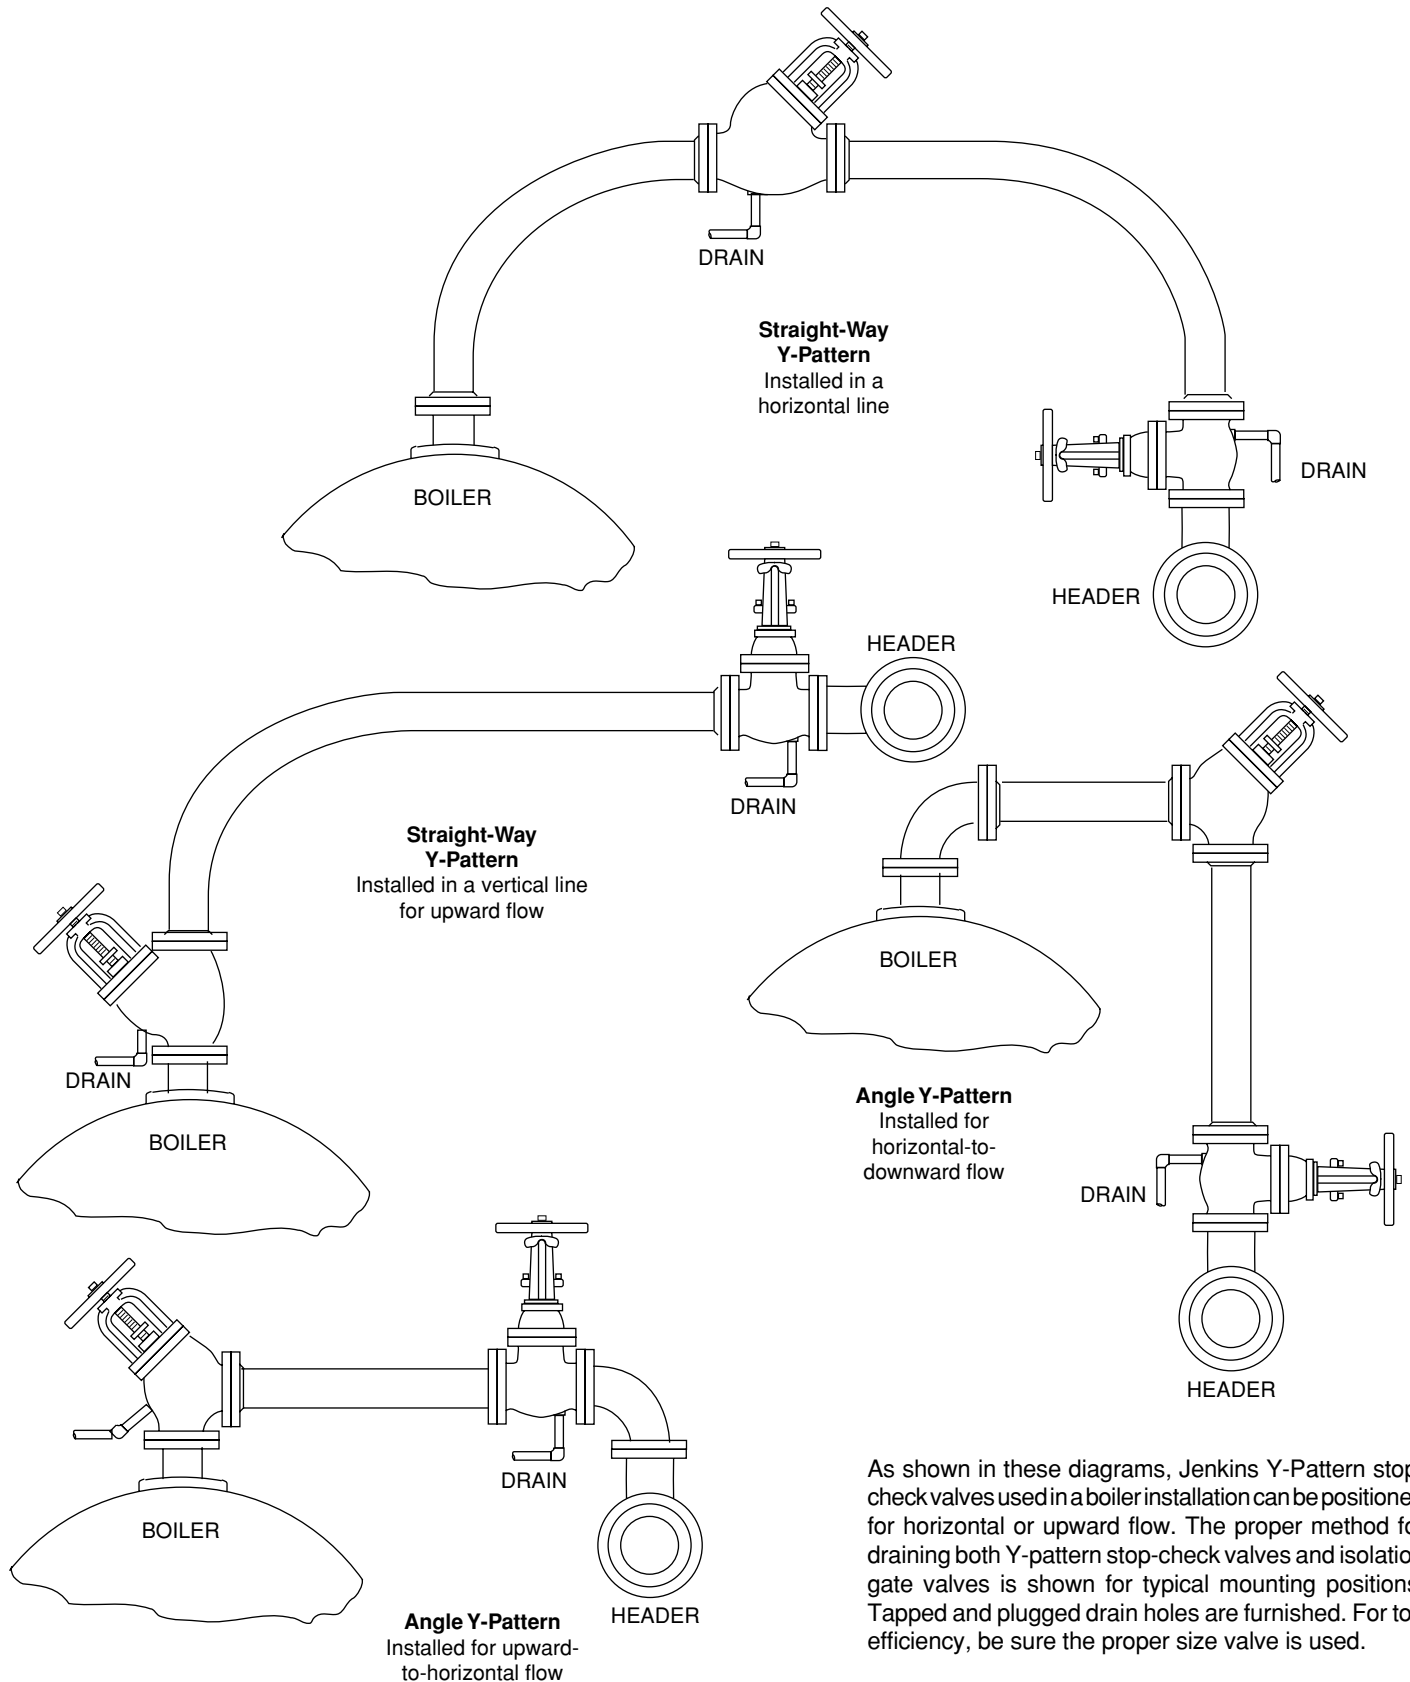 DRAIN
Straight-Way
Y-Pattern
Installed in a
horizontal line
BOILER
DRAIN
HEADER
HEADER
DRAIN
Straight-Way
Y-Pattern
Installed in a vertical line
for upward flow
BOILER
DRAIN
BOILER
Angle Y-Pattern
Installed for
horizontal-to-
downward flow
DRAIN
HEADER
DRAIN
BOILER
HEADER
Angle Y-Pattern
Installed for upward-
to-horizontal flow
As shown in these diagrams, Jenkins Y-Pattern stop
check valves used in a boiler installation can be positione
for horizontal or upward flow. The proper method fo
draining both Y-pattern stop-check valves and isolatio
gate valves is shown for typical mounting positions
Tapped and plugged drain holes are furnished. For to
efficiency, be sure the proper size valve is used.